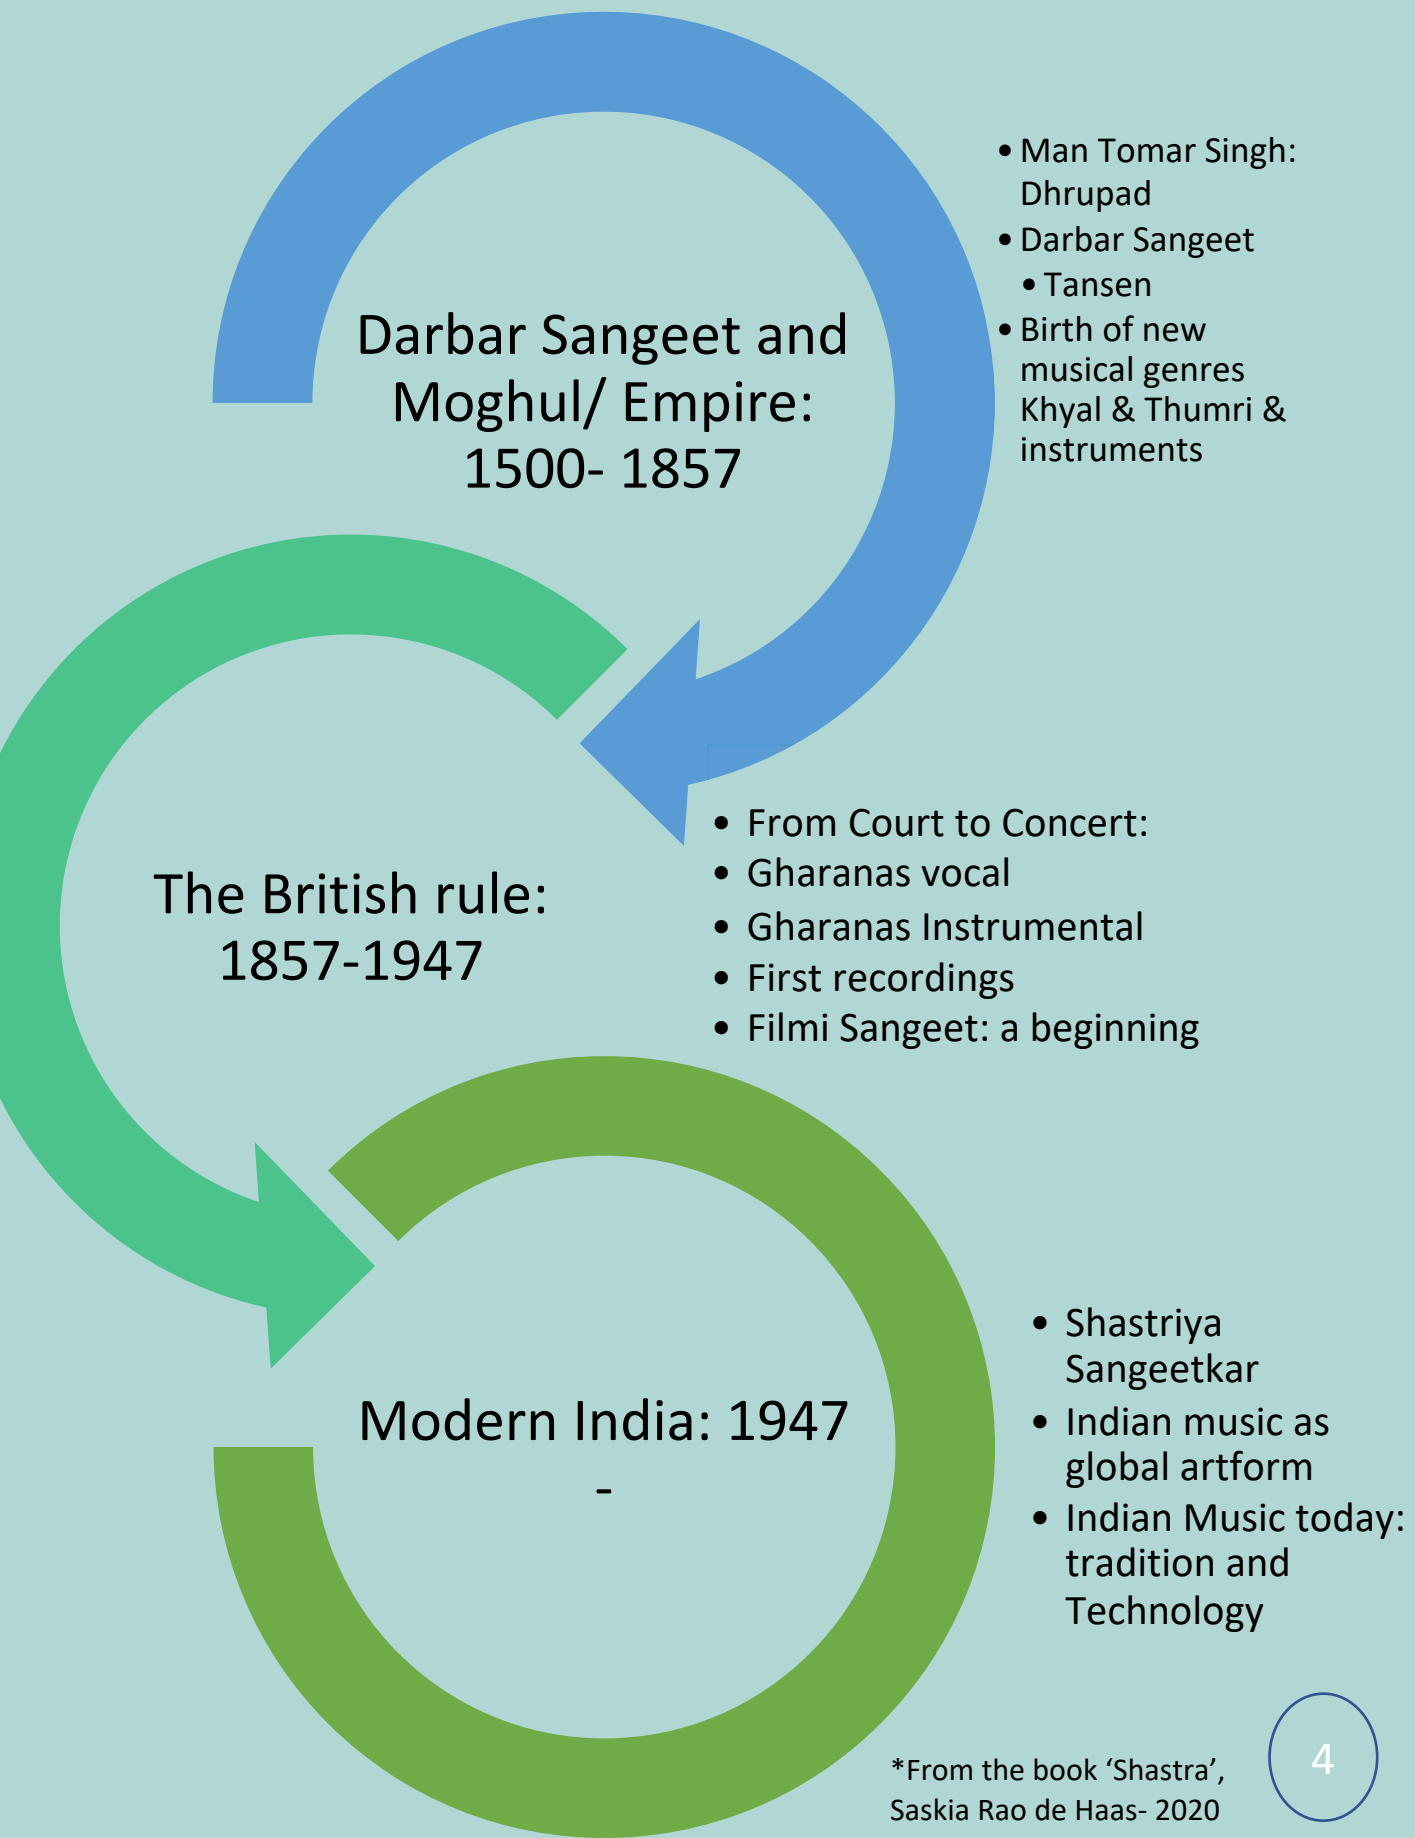 Darbar Sangeet and
Moghul/ Empire:
1500- 1857
• Man Tomar Singh:
Dhrupad
• Darbar Sangeet
• Tansen
• Birth of new
musical genres
Khyal & Thumri &
instruments
The British rule:
1857-1947
• From Court to Concert:
• Gharanas vocal
• Gharanas Instrumental
• First recordings
• Filmi Sangeet: a beginning
Modern India: 1947
-
• Shastriya
Sangeetkar
• Indian music as
global artform
• Indian Music today:
tradition and
Technology
*From the book ‘Shastra’,
Saskia Rao de Haas- 2020
4